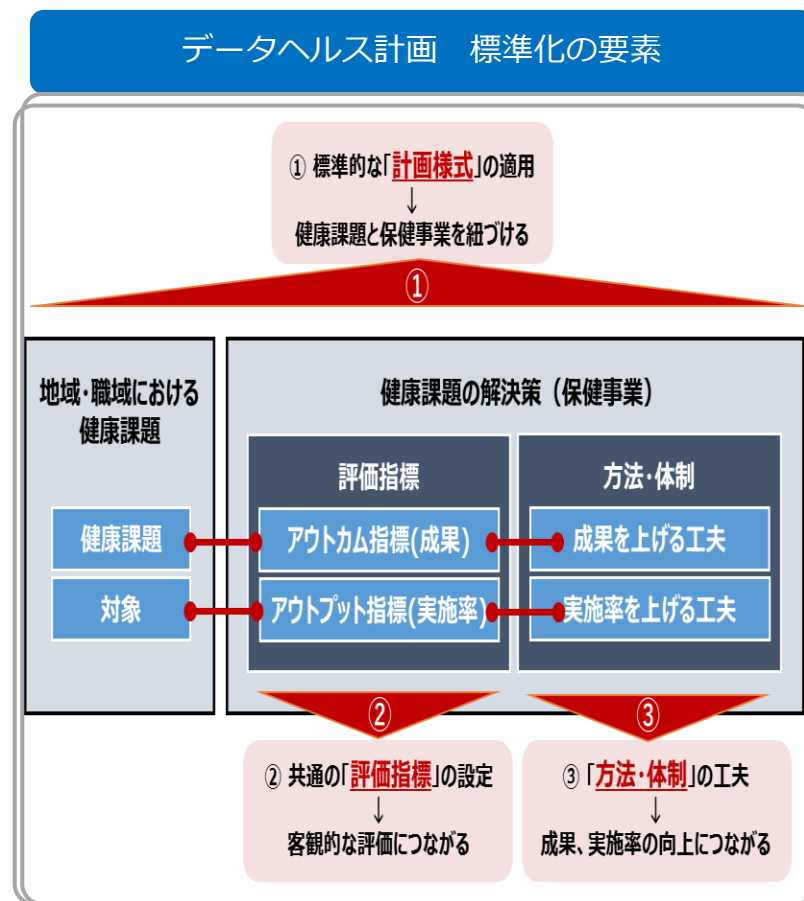 データヘルス計画　標準化の要素
① 標準的な「計画様式」の適用
↓
健康課題と保健事業を紐づける
①
地域・職域における
健康課題
健康課題の解決策（保健事業）
評価指標
方法・体制
健康課題
アウトカム指標(成果)
成果を上げる工夫
対象
アウトプット指標(実施率)
実施率を上げる工夫
②
③
② 共通の「評価指標」の設定
↓
客観的な評価につながる
③ 「方法・体制」の工夫
↓
成果、実施率の向上につながる